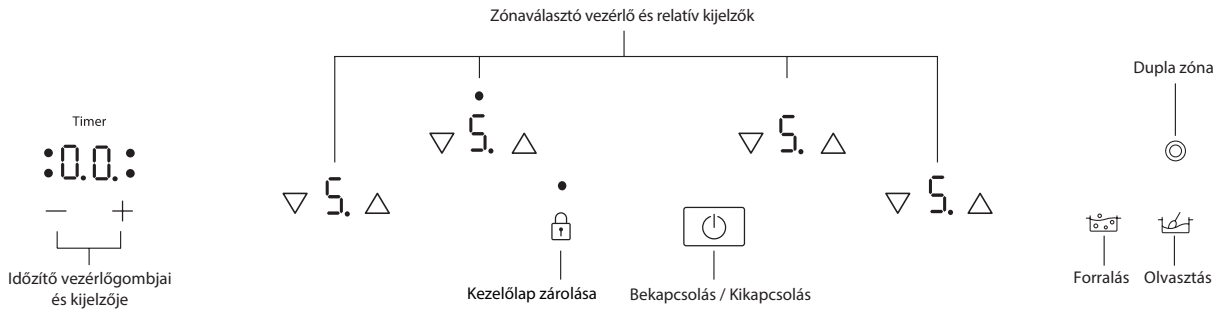 Zónaválasztó vezérlő és relatív kijelzők
Dupla zóna
Timer
0.0.
5.
5.
5.
5.
Időzítő vezérlőgombjai
és kijelzője
Kezelőlap zárolása
Bekapcsolás / Kikapcsolás
Forralás
Olvasztás